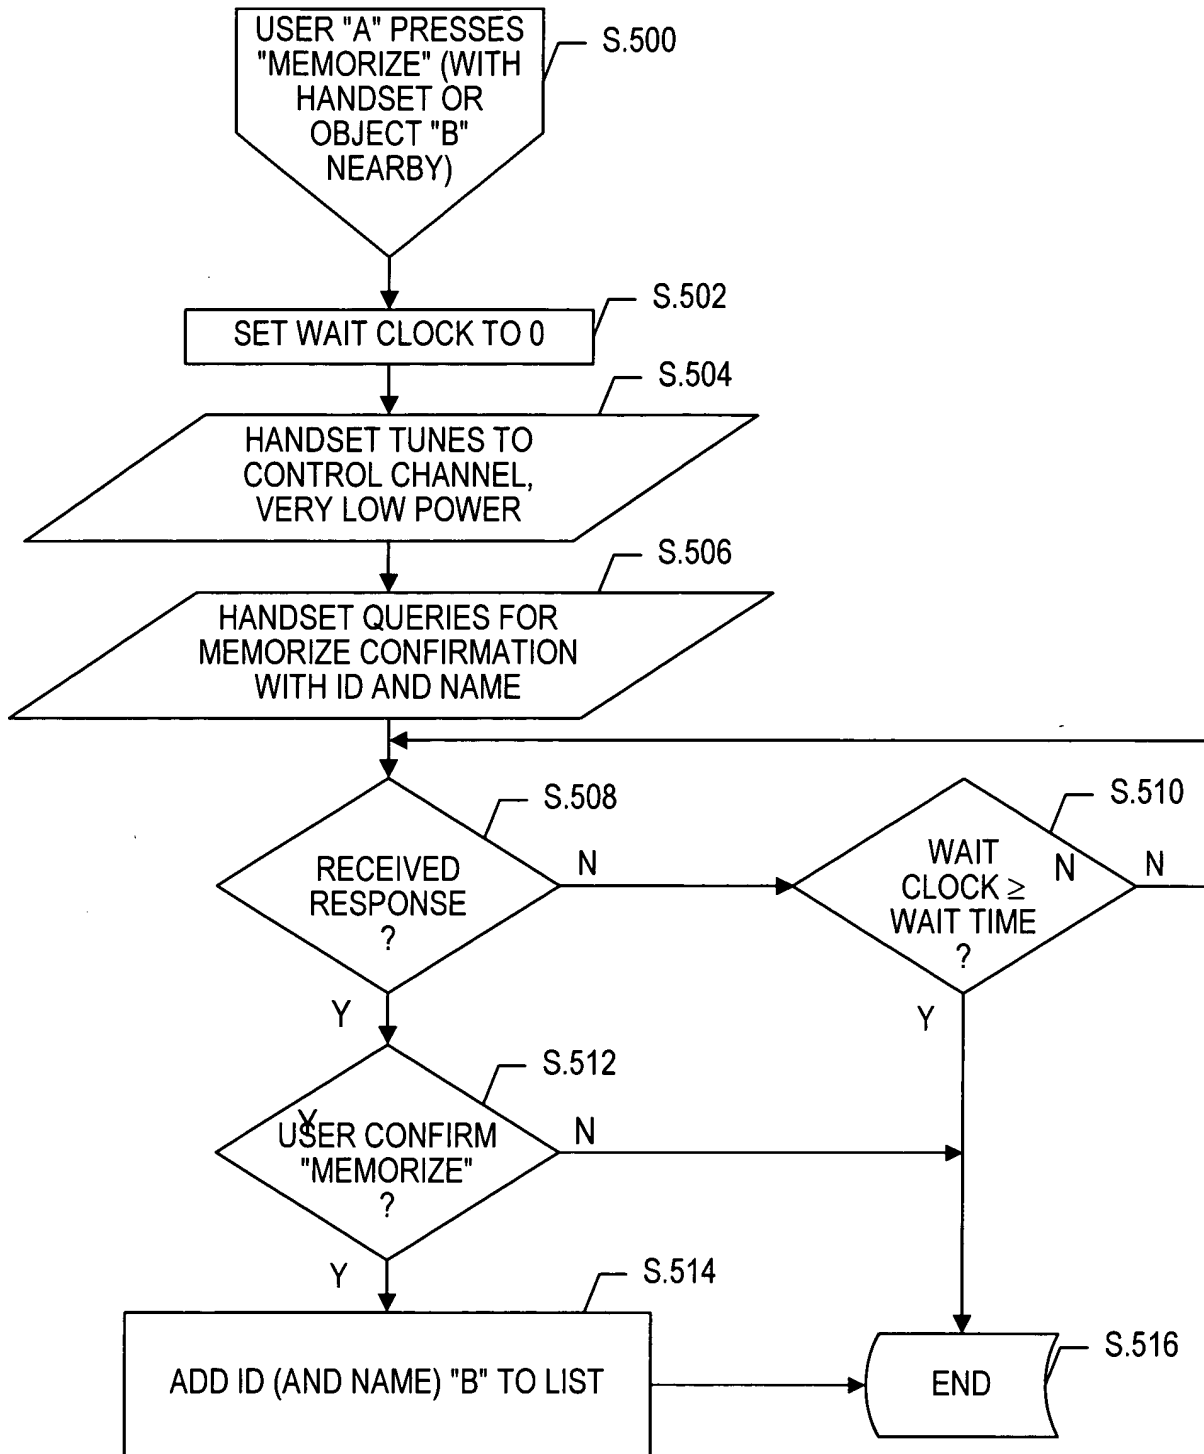 USER "A" PRESSES
"MEMORIZE" (WITH
HANDSET OR
OBJECT "B"
NEARBY)
S.500
SET WAIT CLOCK TO 0
S.502
HANDSET TUNES TO
CONTROL CHANNEL,
VERY LOW POWER
S.504
HANDSET QUERIES FOR
MEMORIZE CONFIRMATION
WITH ID AND NAME
S.506
RECEIVED
RESPONSE
?
S.508
N
Y
WAIT
CLOCK ≥
WAIT TIME
?
S.510
N
N
Y
Y
USER CONFIRM
"MEMORIZE"
?
S.512
N
Y
ADD ID (AND NAME) "B" TO LIST
S.514
END
S.516